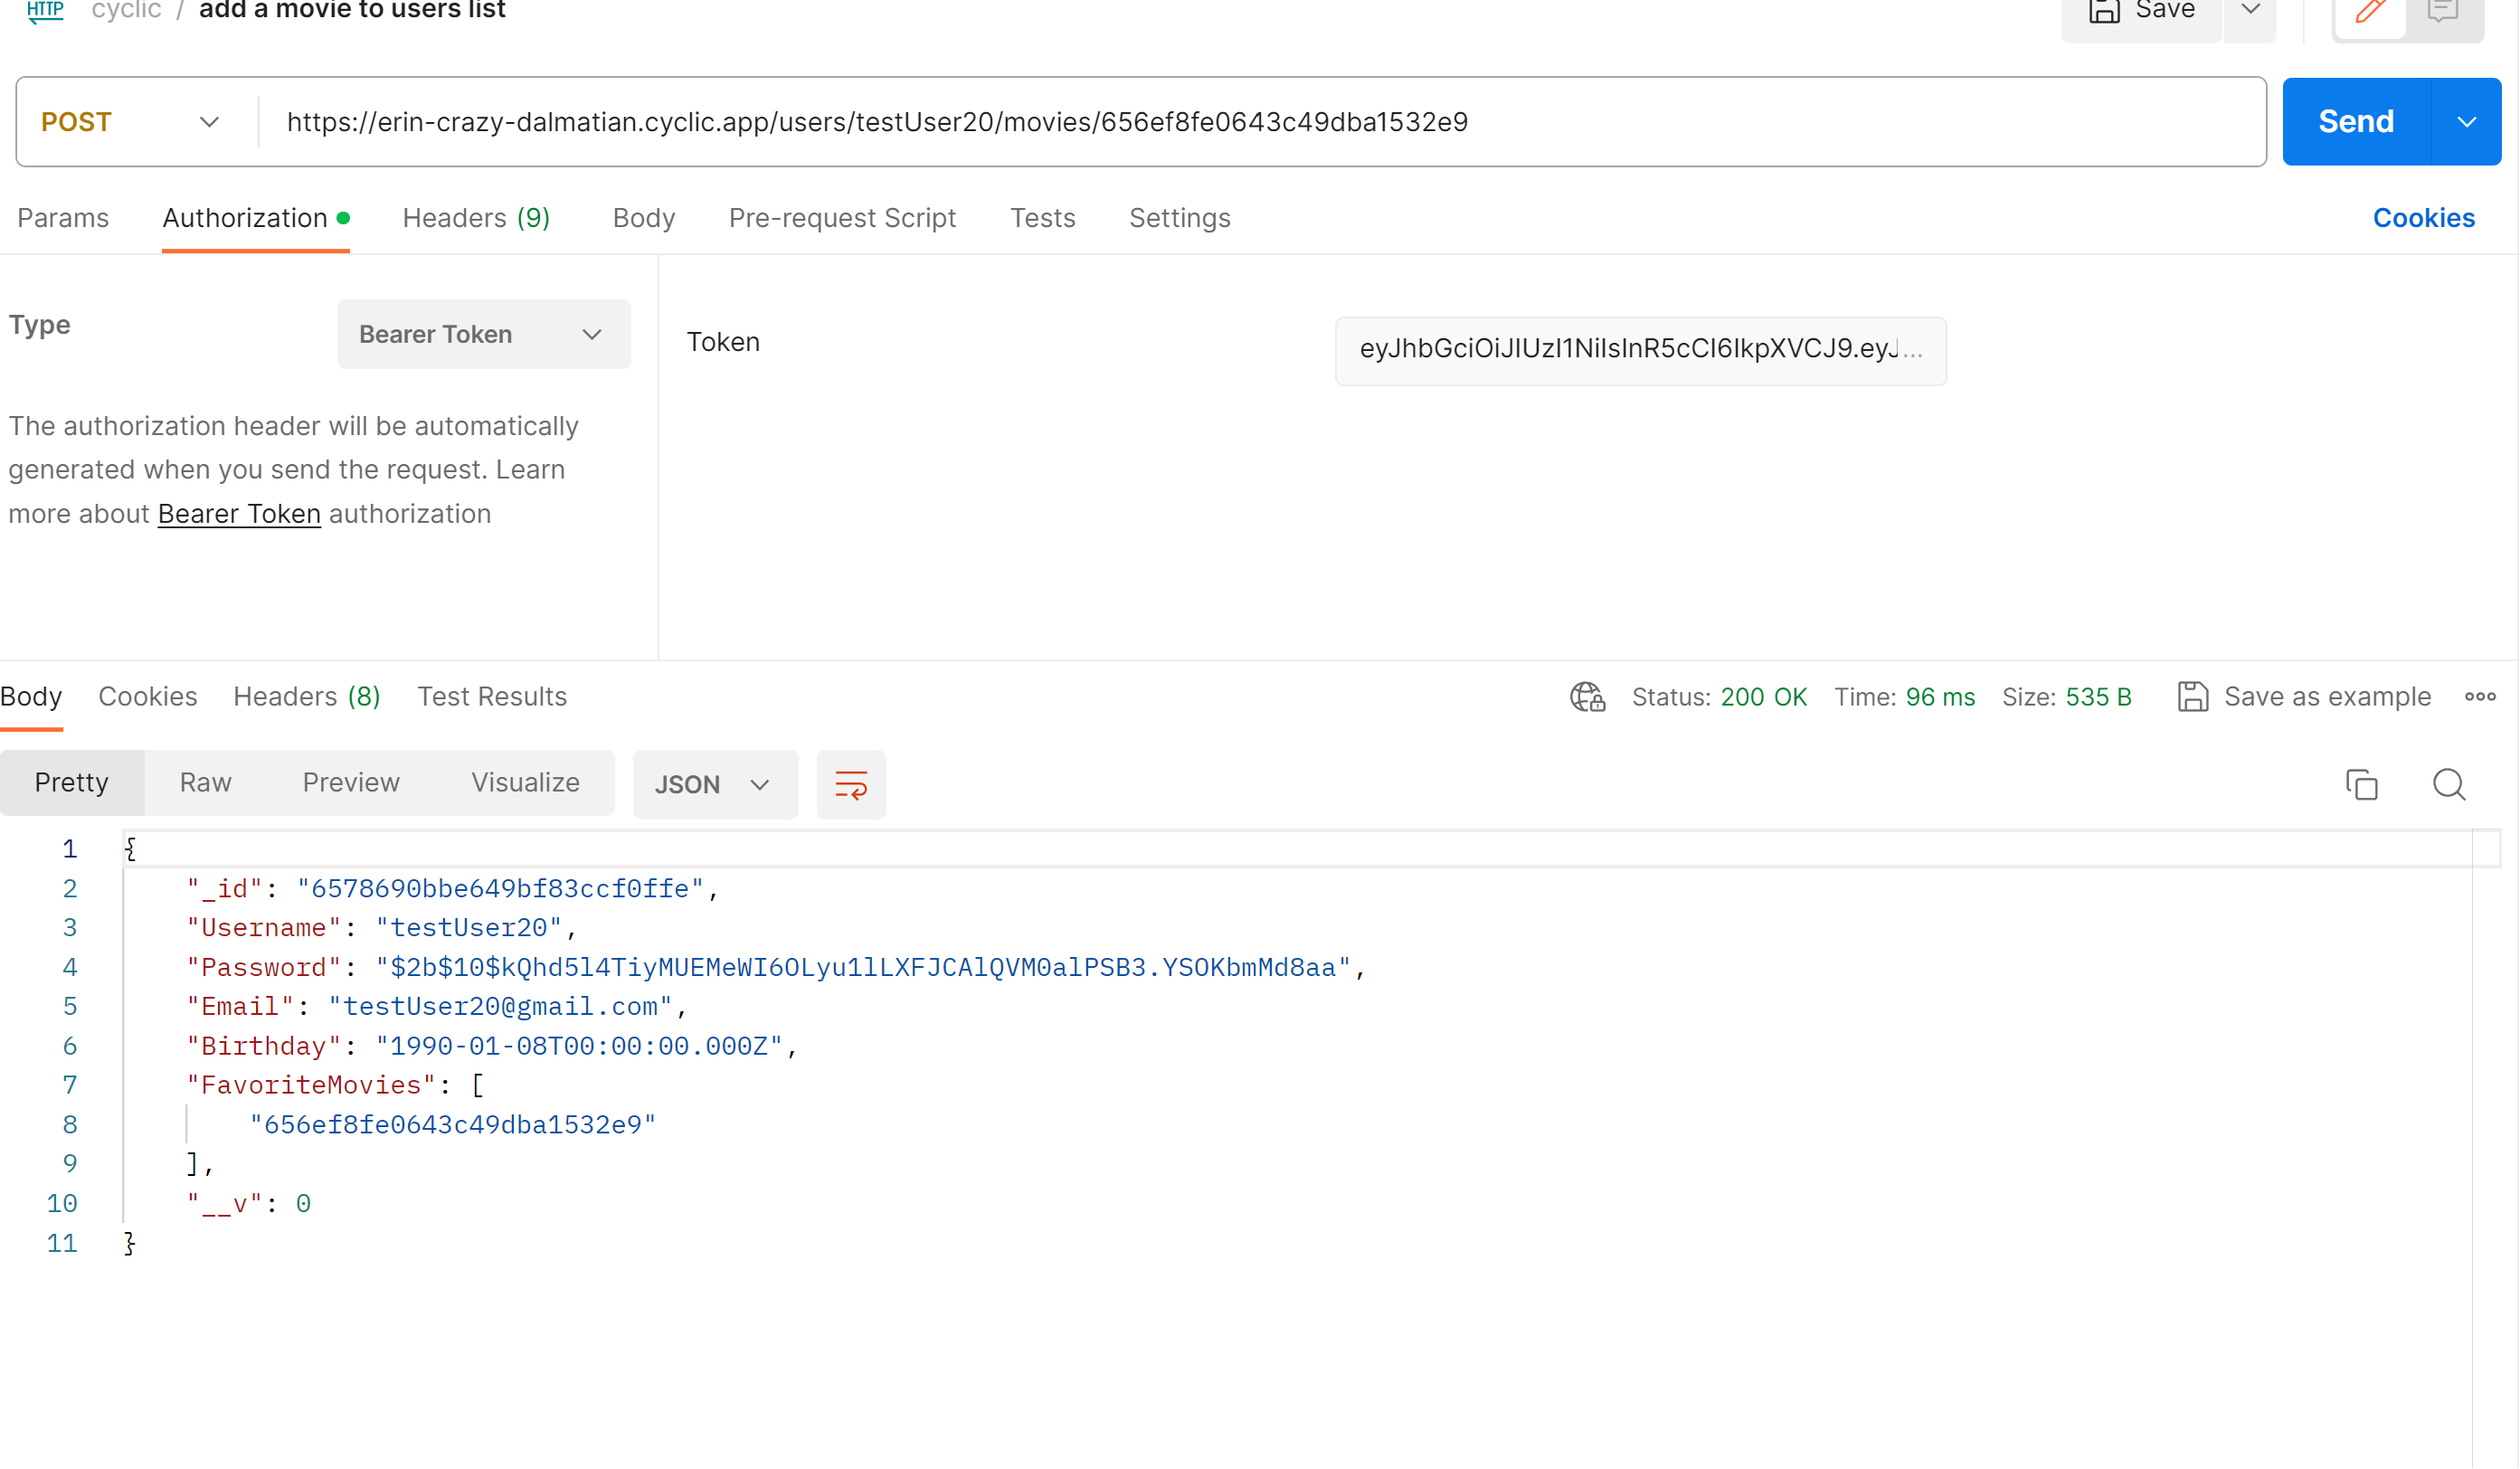 HTTP cyclic / add a movie to users list Save
POST https://erin-crazy-dalmatian.cyclic.app/users/testUser20/movies/656ef8fe0643c49dba1532e9 Send
Params Authorization Headers (9) Body Pre-request Script Tests Settings Cookies
Type Bearer Token
Token eyJhbGciOiJIUzI1NiIsInR5cCI6IkpXVCJ9.eyJ...
The authorization header will be automatically
generated when you send the request. Learn
more about Bearer Token authorization
Body Cookies Headers (8) Test Results Status: 200 OK Time: 96 ms Size: 535 B Save as example
Pretty Raw Preview Visualize JSON
1 {
2 "_id": "6578690bbe649bf83ccf0ffe",
3 "Username": "testUser20",
4 "Password": "$2b$10$kQhd5l4TiyMUEMeWI6OLyu1lLXFJCAlQVM0alPSB3.YSOKbmMd8aa",
5 "Email": "testUser20@gmail.com",
6 "Birthday": "1990-01-08T00:00:00.000Z",
7 "FavoriteMovies": [
8 "656ef8fe0643c49dba1532e9"
9 ],
10 "__v": 0
11 }